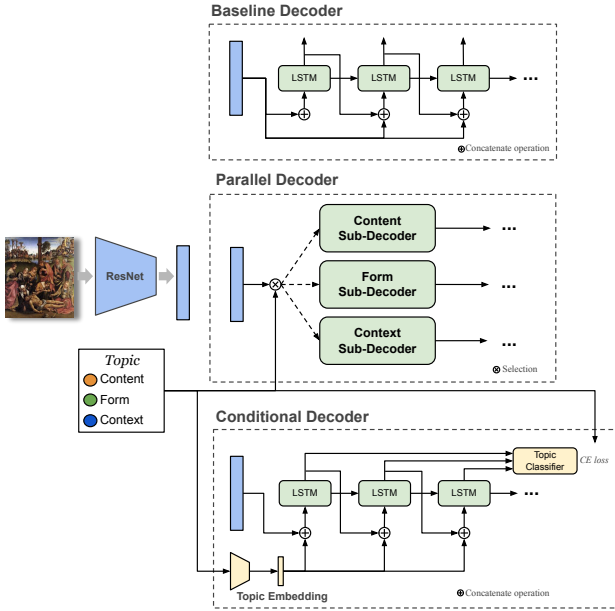 Baseline Decoder
LSTM
LSTM
LSTM
...
⊕Concatenate operation
Parallel Decoder
Content
Sub-Decoder
...
ResNet
Form
Sub-Decoder
...
Context
Sub-Decoder
...
⊗ Selection
Topic
Content
Form
Context
Conditional Decoder
Topic
Classifier
CE loss
LSTM
LSTM
LSTM
...
Topic Embedding
⊕ Concatenate operation